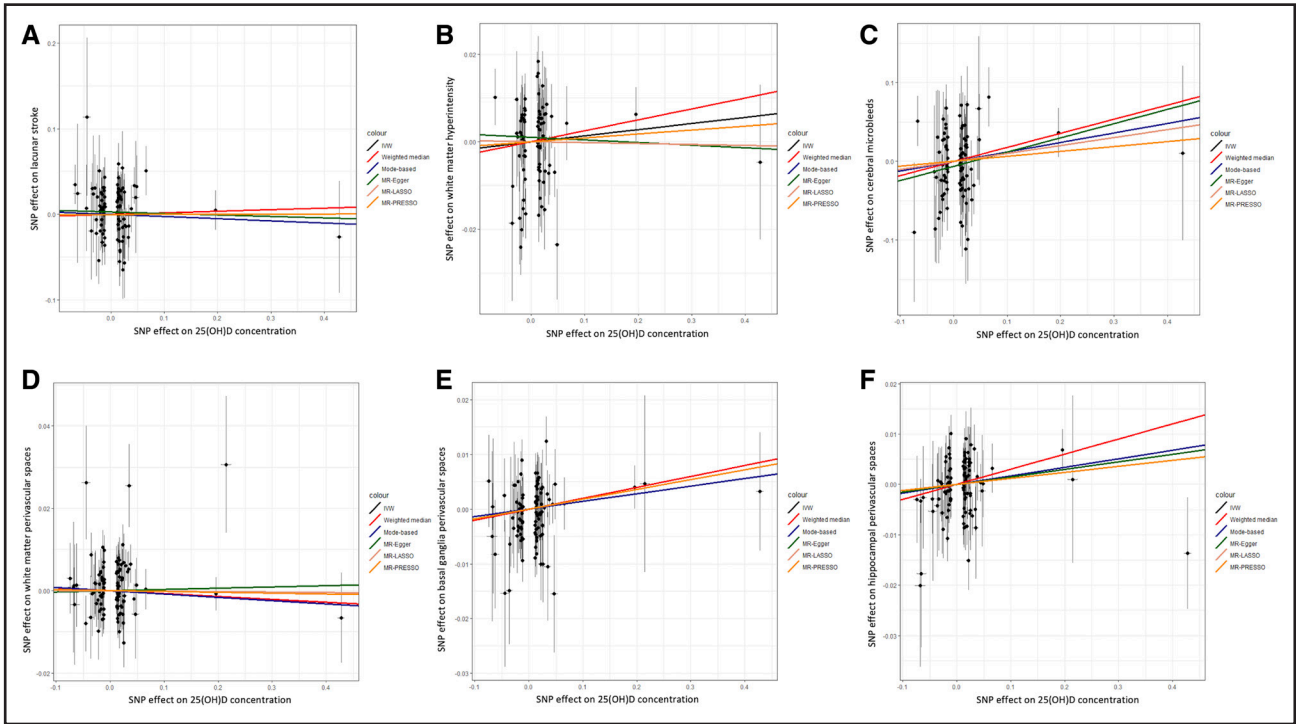 A
SNP effect on lacunar stroke
0.2
0.1
0.0
-0.1
0.0
0.1
0.2
0.3
0.4
SNP effect on 25(OH)D concentration
colour
IVW
Weighted median
Mode-based
MR-Egger
MR-LASSO
MR-PRESSO
B
SNP effect on white matter hyperintensity
0.02
0.00
-0.02
0.0
0.1
0.2
0.3
0.4
SNP effect on 25(OH)D concentration
colour
IVW
Weighted median
Mode-based
MR-Egger
MR-LASSO
MR-PRESSO
C
SNP effect on cerebral microbleeds
0.1
0.0
-0.1
-0.1
0.0
0.1
0.2
0.3
0.4
SNP effect on 25(OH)D concentration
colour
IVW
Weighted median
Mode-based
MR-Egger
MR-LASSO
MR-PRESSO
D
SNP effect on white matter perivascular spaces
0.04
0.02
0.00
-0.02
-0.1
0.0
0.1
0.2
0.3
0.4
SNP effect on 25(OH)D concentration
colour
IVW
Weighted median
Mode-based
MR-Egger
MR-LASSO
MR-PRESSO
E
SNP effect on basal ganglia perivascular spaces
0.02
0.01
0.00
-0.01
-0.02
-0.03
-0.1
0.0
0.1
0.2
0.3
0.4
SNP effect on 25(OH)D concentration
colour
IVW
Weighted median
Mode-based
MR-Egger
MR-LASSO
MR-PRESSO
F
SNP effect on hippocampal perivascular spaces
0.02
0.01
0.00
-0.01
-0.02
-0.03
-0.1
0.0
0.1
0.2
0.3
0.4
SNP effect on 25(OH)D concentration
colour
IVW
Weighted median
Mode-based
MR-Egger
MR-LASSO
MR-PRESSO